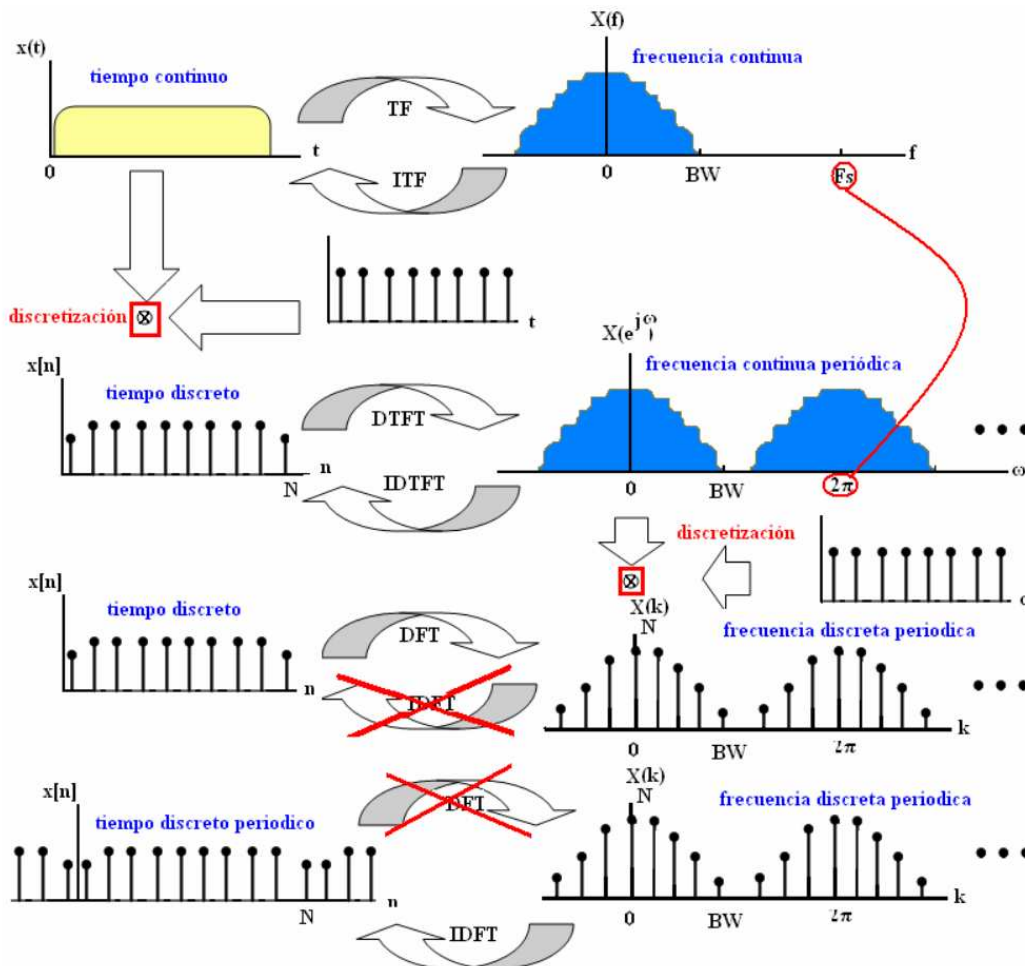 x(t)
tiempo continuo
0
t
TF
ITF
X(f)
frecuencia continua
0
BW
Fs
f
discretización
t
x[n]
tiempo discreto
n
N
DTFT
IDTFT
X(e^jω)
frecuencia continua periódica
0
BW
2π
ω
discretización
x[n]
tiempo discreto
n
DFT
IDFT
X(k)
N
frecuencia discreta periodica
0
BW
2π
k
x[n]
tiempo discreto periodico
N
n
DFT
IDFT
X(k)
N
frecuencia discreta periodica
0
BW
2π
k